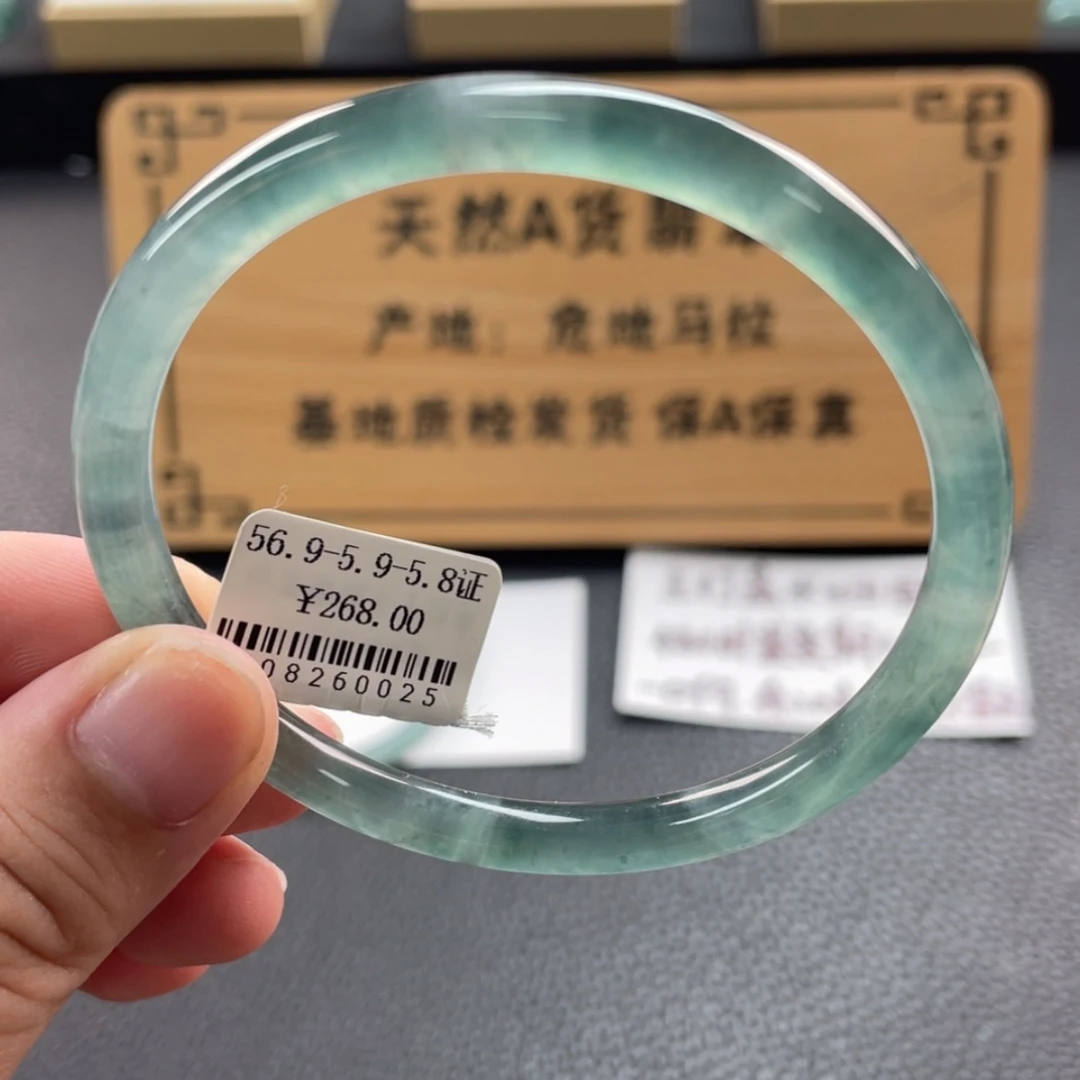 天然A货翡翠
产地：危地马拉
基地质检发货 保A保真
56.9-5.9-5.8证
¥268.00
08260025